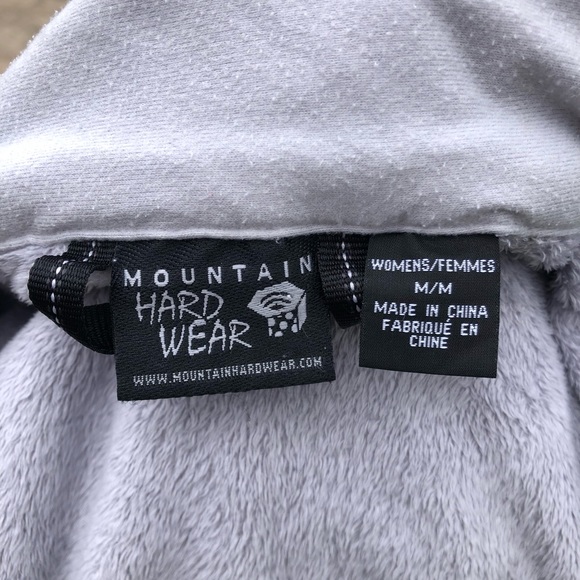 MOUNTAIN
HARD
WEAR
WWW.MOUNTAINHARDWEAR.COM
WOMENS/FEMMES
M/M
MADE IN CHINA
FABRIQUÉ EN
CHINE